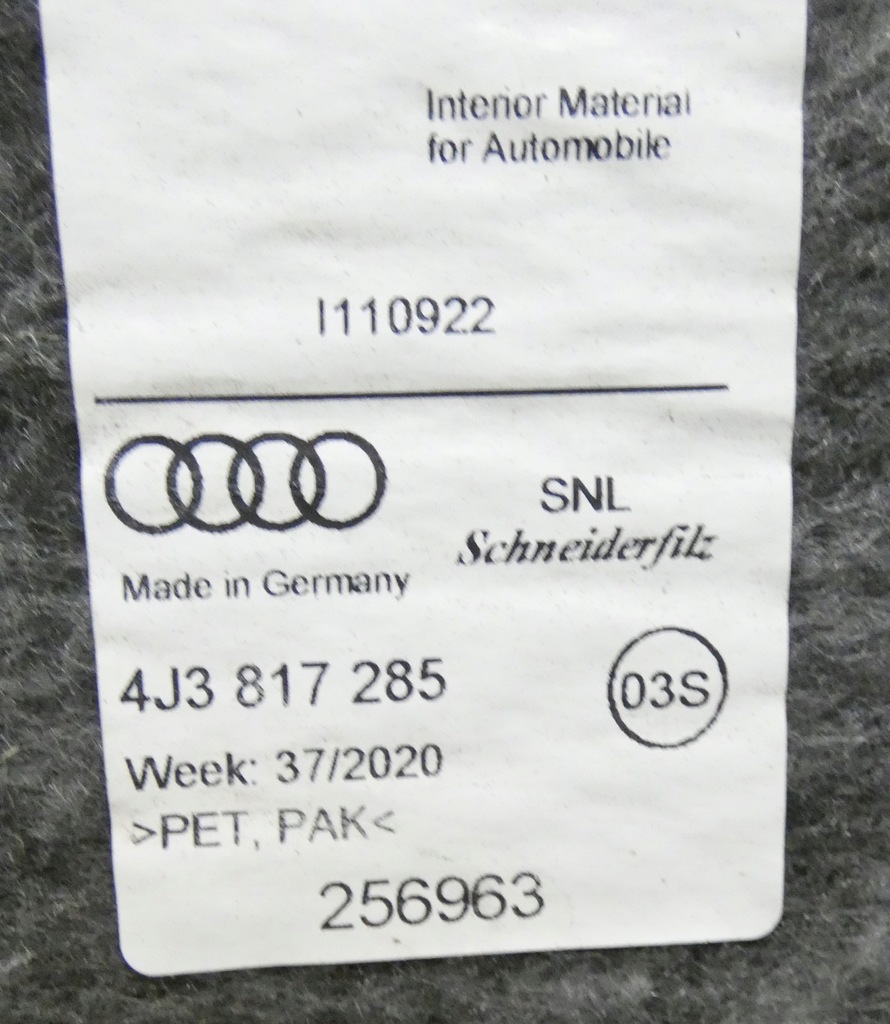 Interior Material
for Automobile
I110922
SNL
Schneiderfilz
Made in Germany
4J3 817 285
03S
Week: 37/2020
>PET, PAK<
256963